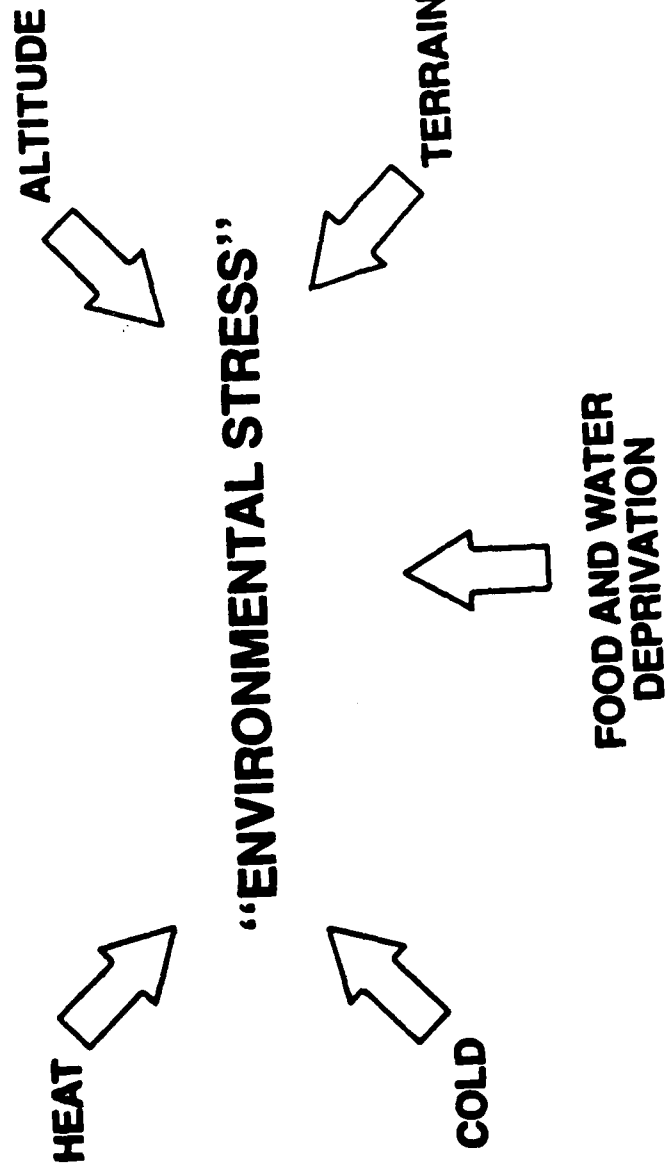 HEAT
ALTITUDE
"ENVIRONMENTAL STRESS"
COLD
TERRAIN
FOOD AND WATER
DEPRIVATION